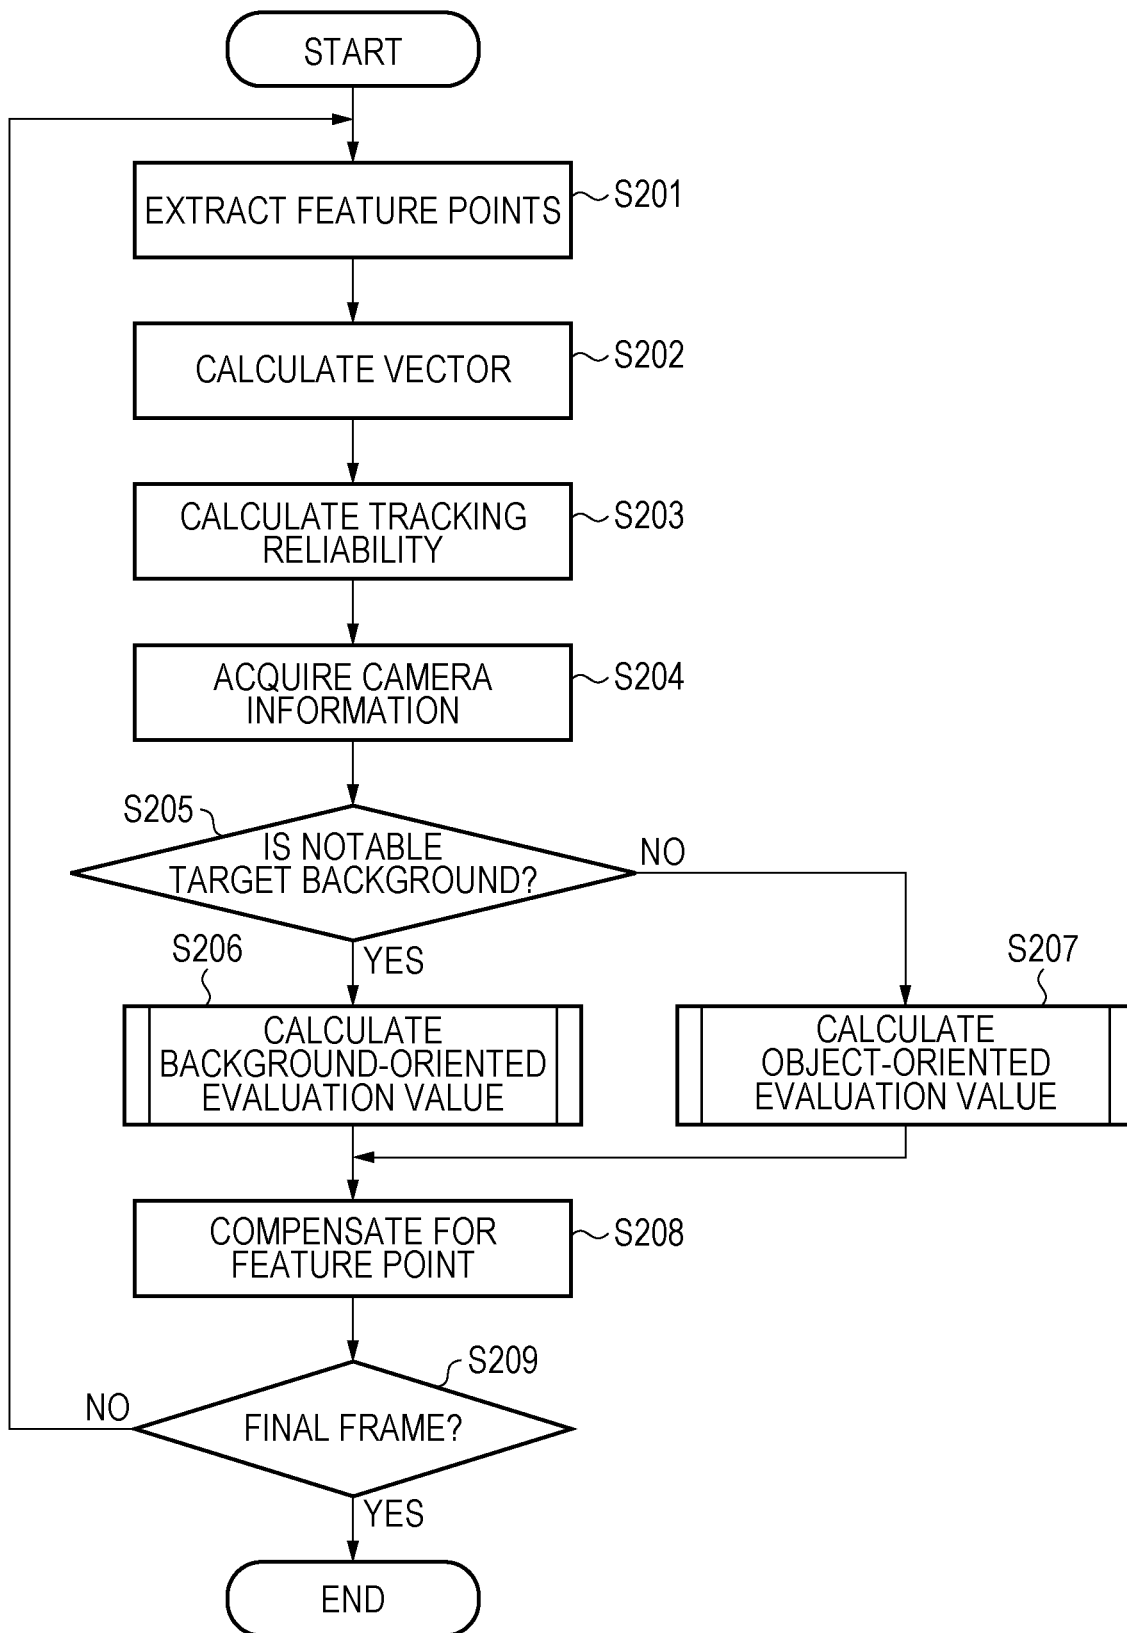 START
EXTRACT FEATURE POINTS
S201
CALCULATE VECTOR
S202
CALCULATE TRACKING
RELIABILITY
S203
ACQUIRE CAMERA
INFORMATION
S204
S205
IS NOTABLE
TARGET BACKGROUND?
NO
YES
S206
CALCULATE
BACKGROUND-ORIENTED
EVALUATION VALUE
S207
CALCULATE
OBJECT-ORIENTED
EVALUATION VALUE
COMPENSATE FOR
FEATURE POINT
S208
S209
FINAL FRAME?
NO
YES
END